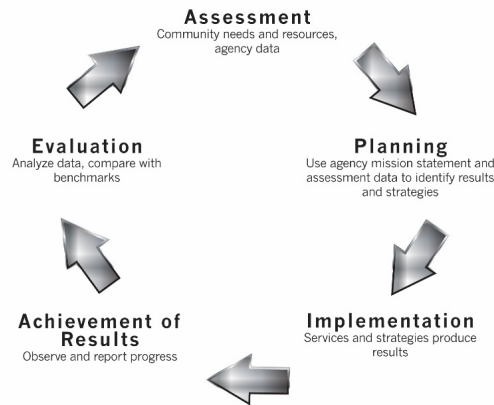 Assessment
Community needs and resources,
agency data
Planning
Use agency mission statement and
assessment data to identify results
and strategies
Implementation
Services and strategies produce
results
Achievement of
Results
Observe and report progress
Evaluation
Analyze data, compare with
benchmarks